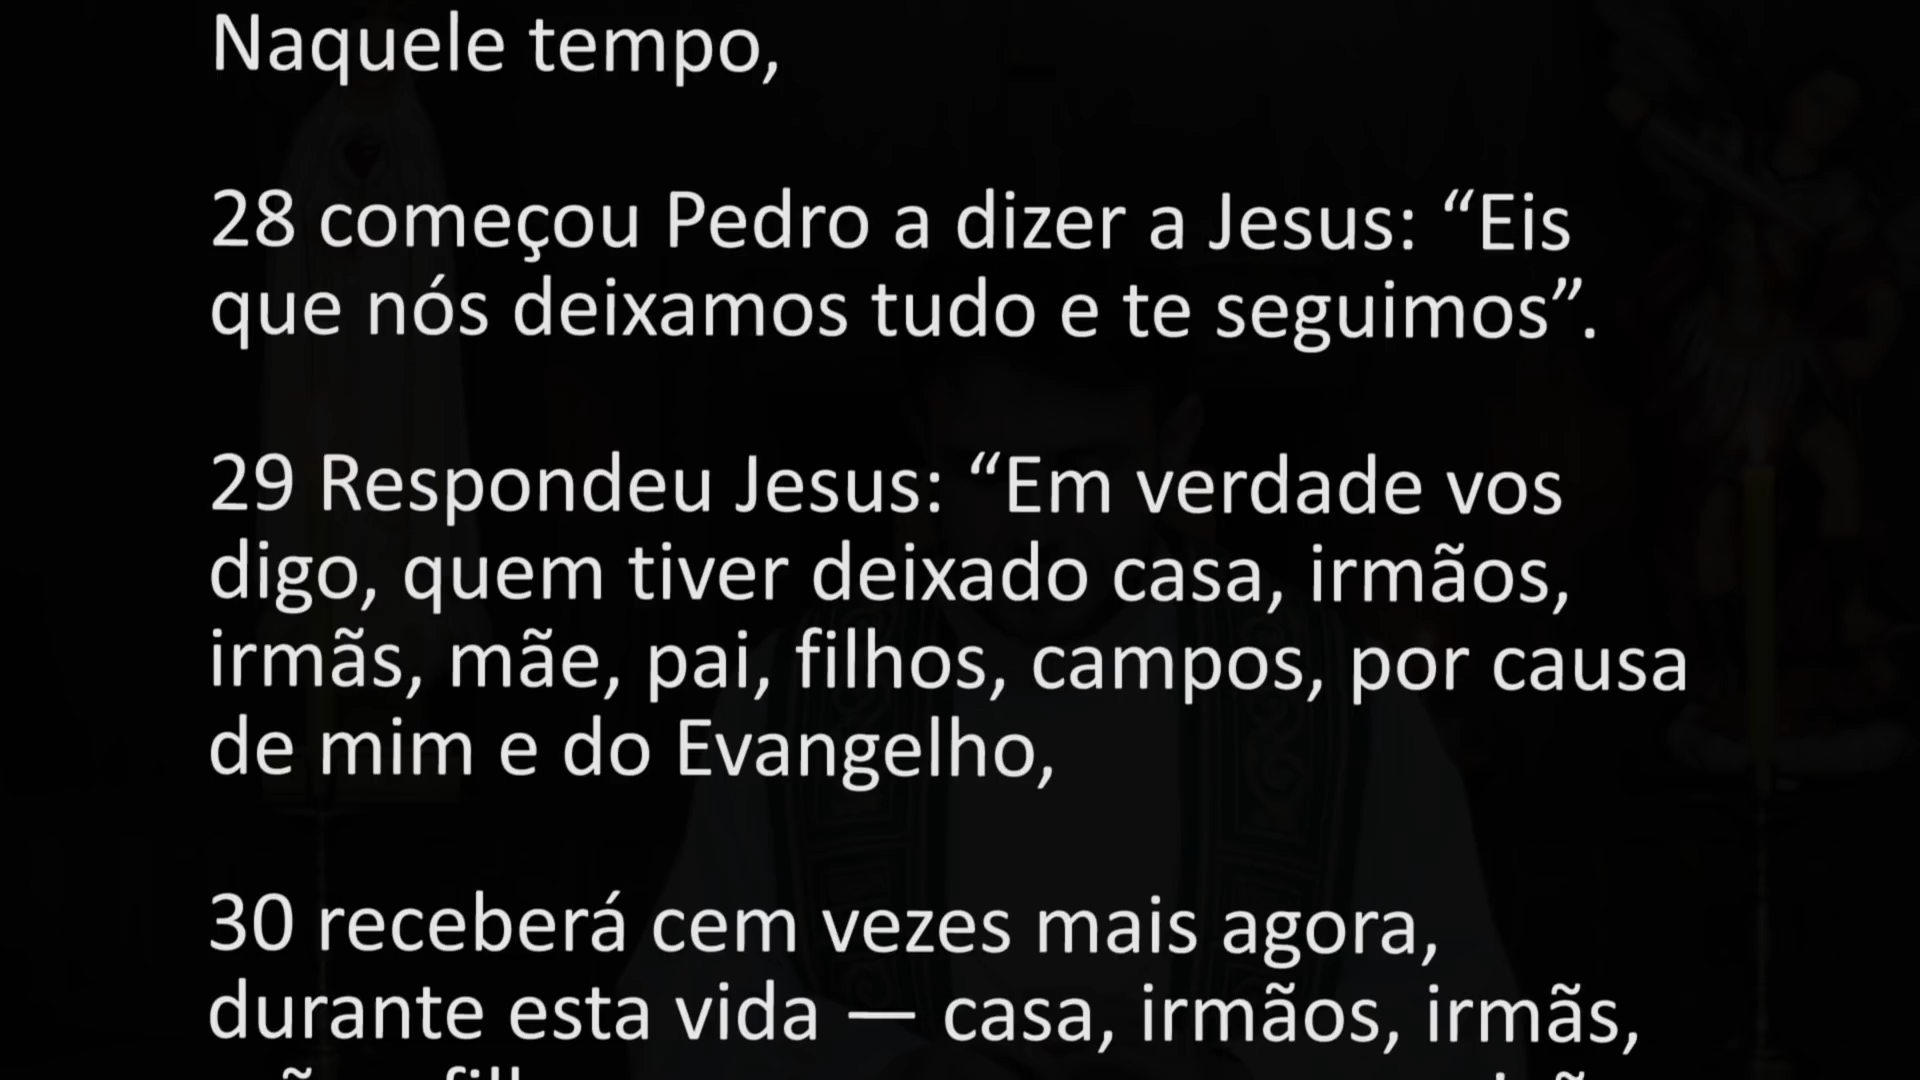 Naquele tempo,
28 começou Pedro a dizer a Jesus: “Eis
que nós deixamos tudo e te seguimos”.
29 Respondeu Jesus: “Em verdade vos
digo, quem tiver deixado casa, irmãos,
irmãs, mãe, pai, filhos, campos, por causa
de mim e do Evangelho,
30 receberá cem vezes mais agora,
durante esta vida — casa, irmãos, irmãs,